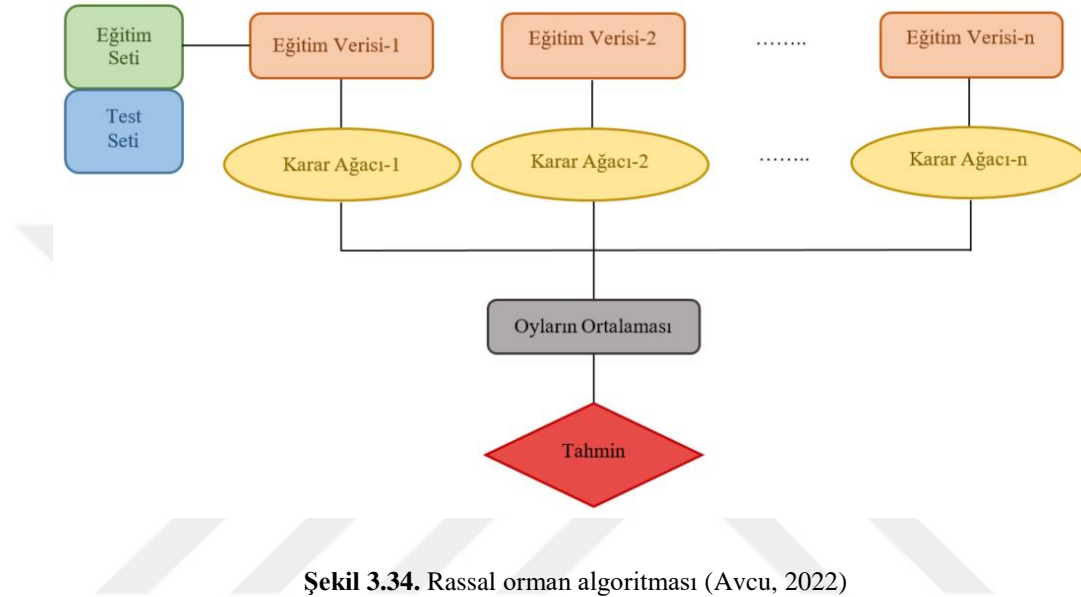 Eğitim
Seti
Eğitim Verisi-1
Eğitim Verisi-2
……..
Eğitim Verisi-n
Test
Seti
Karar Ağacı-1
Karar Ağacı-2
……..
Karar Ağacı-n
Oyların Ortalaması
Tahmin
Şekil 3.34. Rassal orman algoritması (Avcu, 2022)